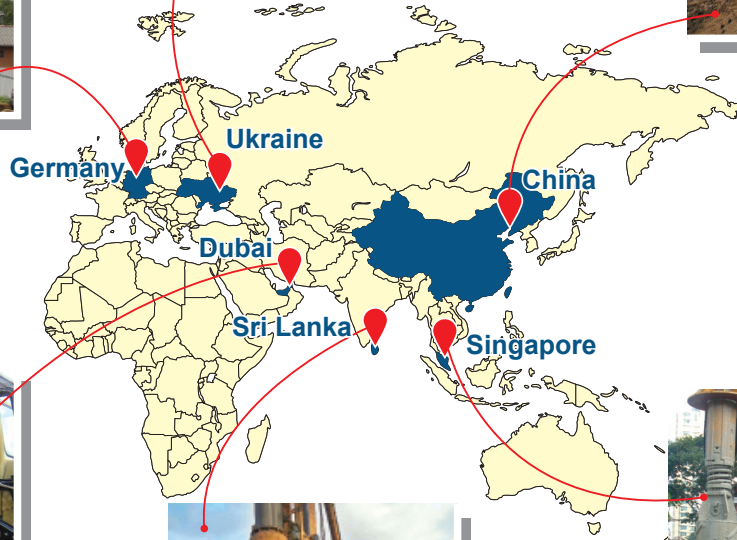 Ukraine
Germany
China
Dubai
Sri Lanka
Singapore